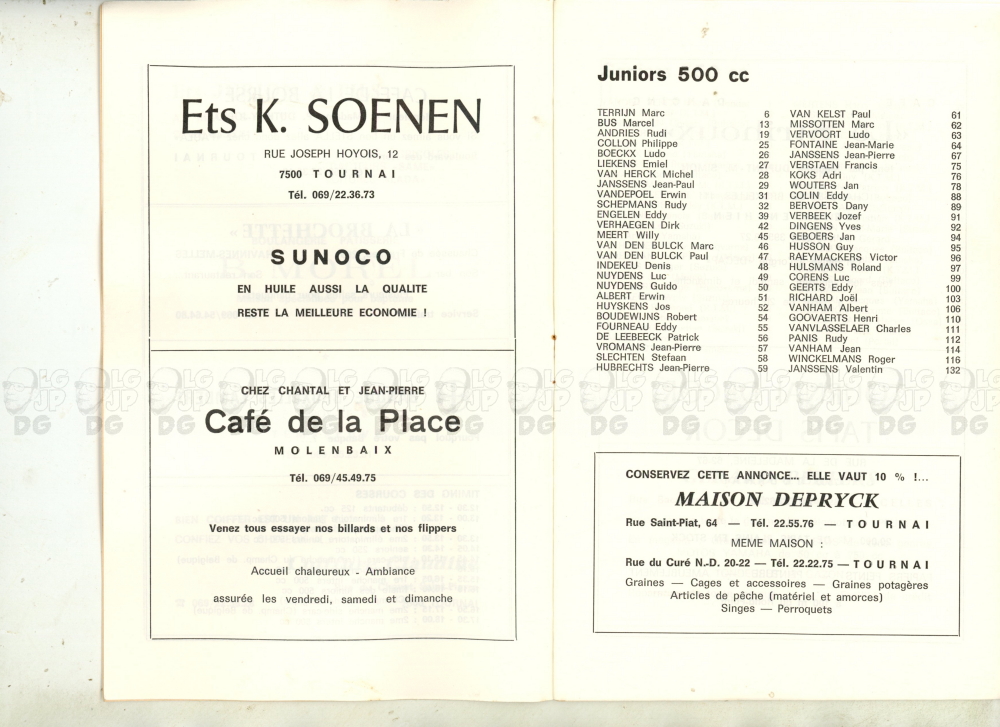 Ets K. SOENEN
RUE JOSEPH HOYOIS, 12
7500 TOURNAI
Tél. 069/22.36.73
SUNOCO
EN HUILE AUSSI LA QUALITE
RESTE LA MEILLEURE ECONOMIE !
CHEZ CHANTAL ET JEAN-PIERRE
Café de la Place
MOLENBAIX
Tél. 069/45.49.75
Venez tous essayer nos billards et nos flippers
Accueil chaleureux - Ambiance
assurée les vendredi, samedi et dimanche
Juniors 500 cc
TERRIJN Marc 6
BUS Marcel 13
ANDRIES Rudi 19
COLLON Philippe 25
BOECKX Ludo 26
LIEKENS Emiel 27
VAN HERCK Michel 28
JANSSENS Jean-Paul 29
VANDEPOEL Erwin 31
SCHEPMANS Rudy 32
ENGELEN Eddy 39
VERHAEGEN Dirk 42
MEERT Willy 45
VAN DEN BULCK Marc 46
VAN DEN BULCK Paul 47
INDEKEU Denis 48
NUYDENS Luc 49
NUYDENS Guido 50
ALBERT Erwin 51
HUYSKENS Jos 52
BOUDEWIJNS Robert 54
FOURNEAU Eddy 55
DE LEEBEECK Patrick 56
VROMANS Jean-Pierre 57
SLECHTEN Stefaan 58
HUBRECHTS Jean-Pierre 59
VAN KELST Paul 61
MISSOTTEN Marc 62
VERVOORT Ludo 63
FONTAINE Jean-Marie 64
JANSSENS Jean-Pierre 67
VERSTAEN Francis 75
KOKS Adri 76
WOUTERS Jan 78
COLIN Eddy 88
BERVOETS Dany 89
VERBEEK Jozef 91
DINGENS Yves 92
GEBOERS Jan 94
HUSSON Guy 95
RAEYMACKERS Victor 96
HULSMANS Roland 97
CORENS Luc 99
GEERTS Eddy 100
RICHARD Joël 103
VANHAM Albert 106
GOOVAERTS Henri 110
VANVLASSELAER Charles 111
PANIS Rudy 112
VANHAM Jean 114
WINCKELMANS Roger 116
JANSSENS Valentin 132
CONSERVEZ CETTE ANNONCE... ELLE VAUT 10 % !...
MAISON DEPRYCK
Rue Saint-Piat, 64 — Tél. 22.55.76 — TOURNAI
MEME MAISON :
Rue du Curé N.-D. 20-22 — Tél. 22.22.75 — TOURNAI
Graines — Cages et accessoires — Graines potagères
Articles de pêche (matériel et amorces)
Singes — Perroquets